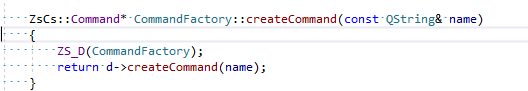 ZsCs::Command* CommandFactory::createCommand(const QString& name)
{
ZS_D(CommandFactory);
return d->createCommand(name);
}